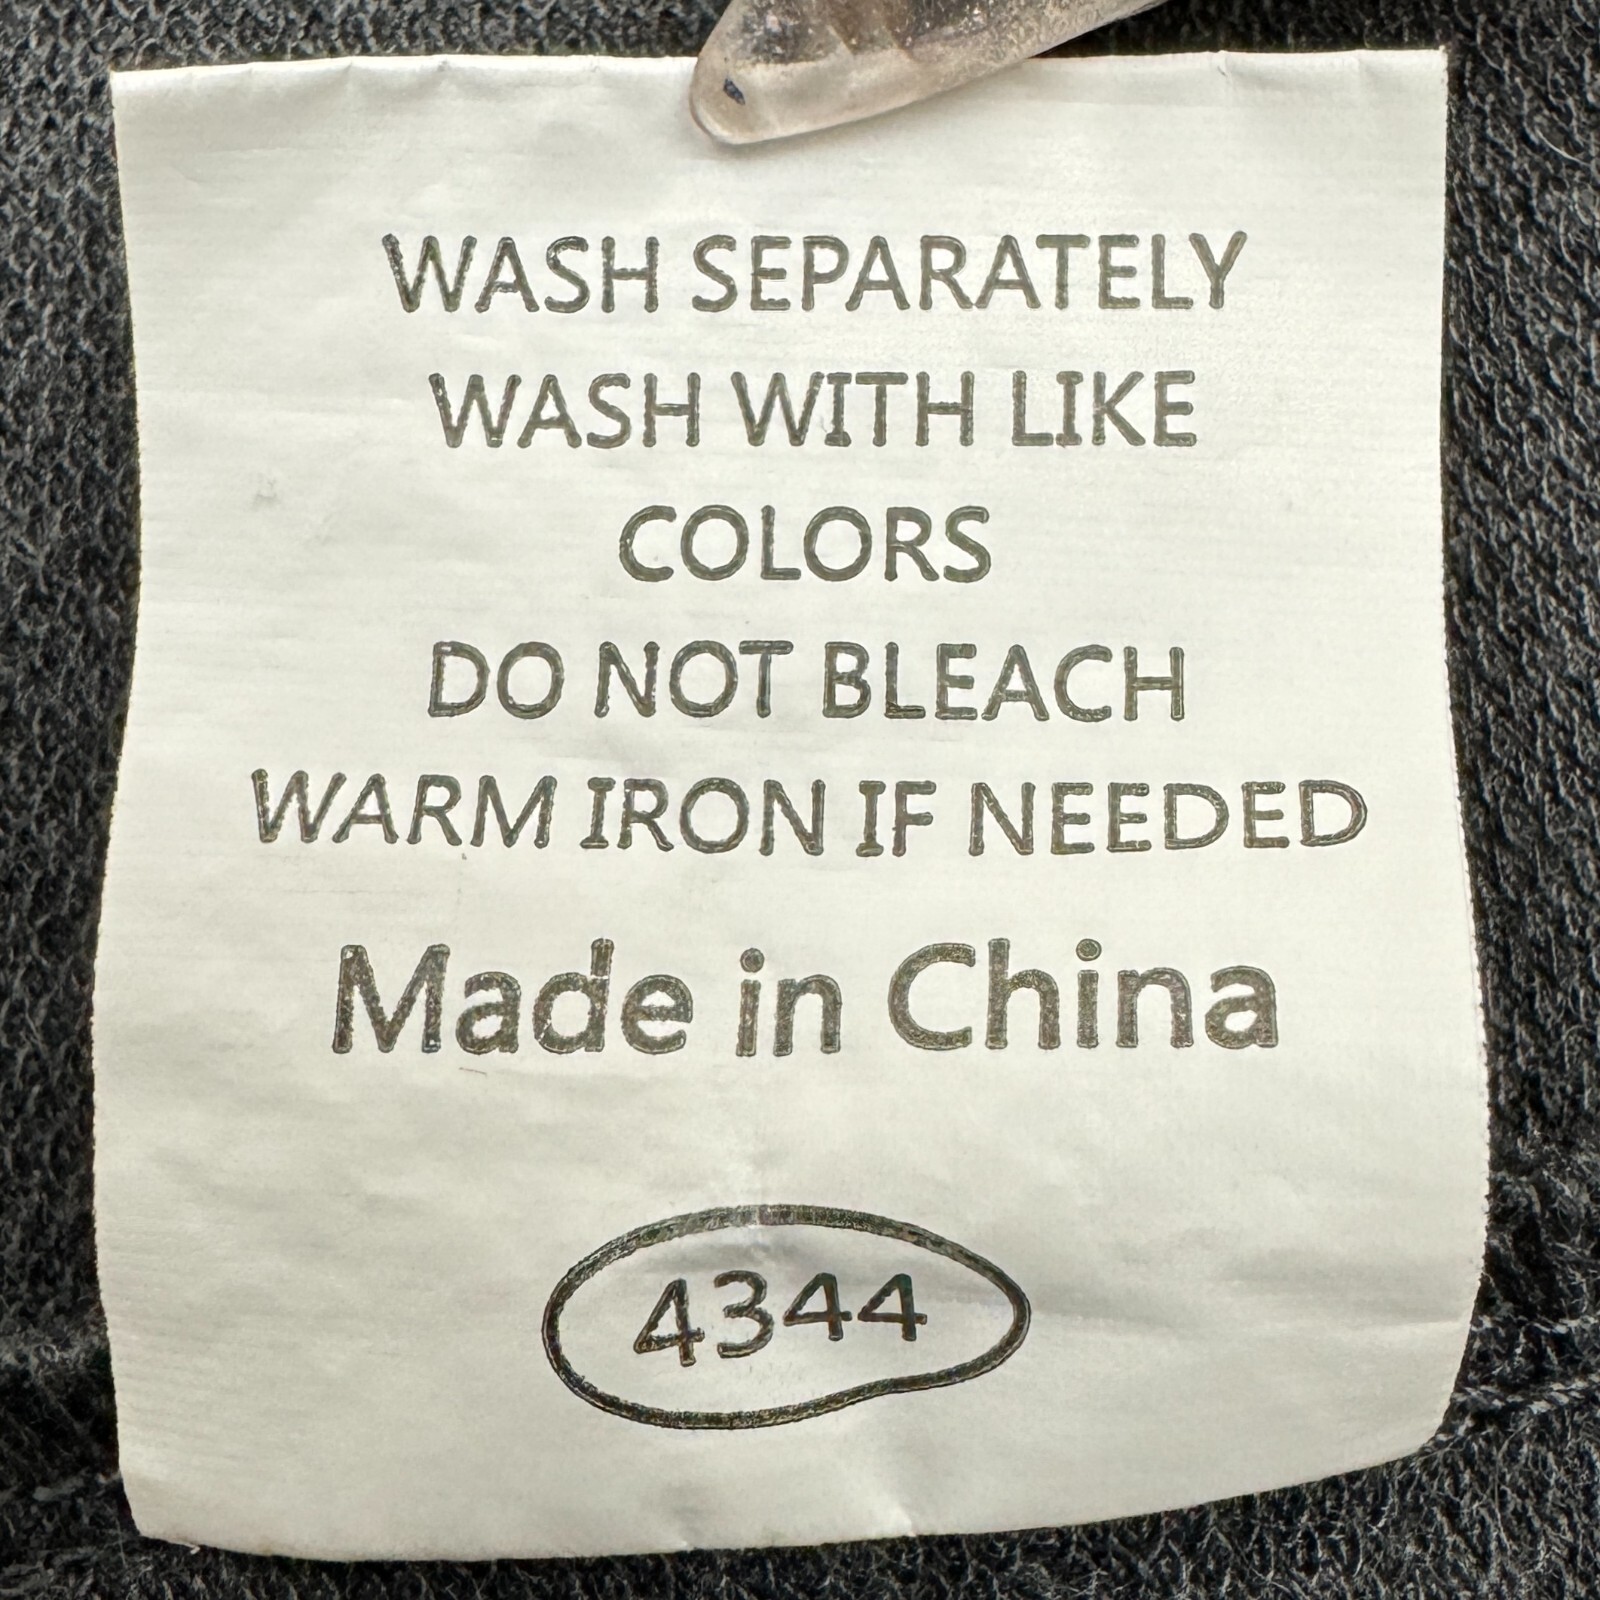 WASH SEPARATELY
WASH WITH LIKE
COLORS
DO NOT BLEACH
WARM IRON IF NEEDED
Made in China
4344